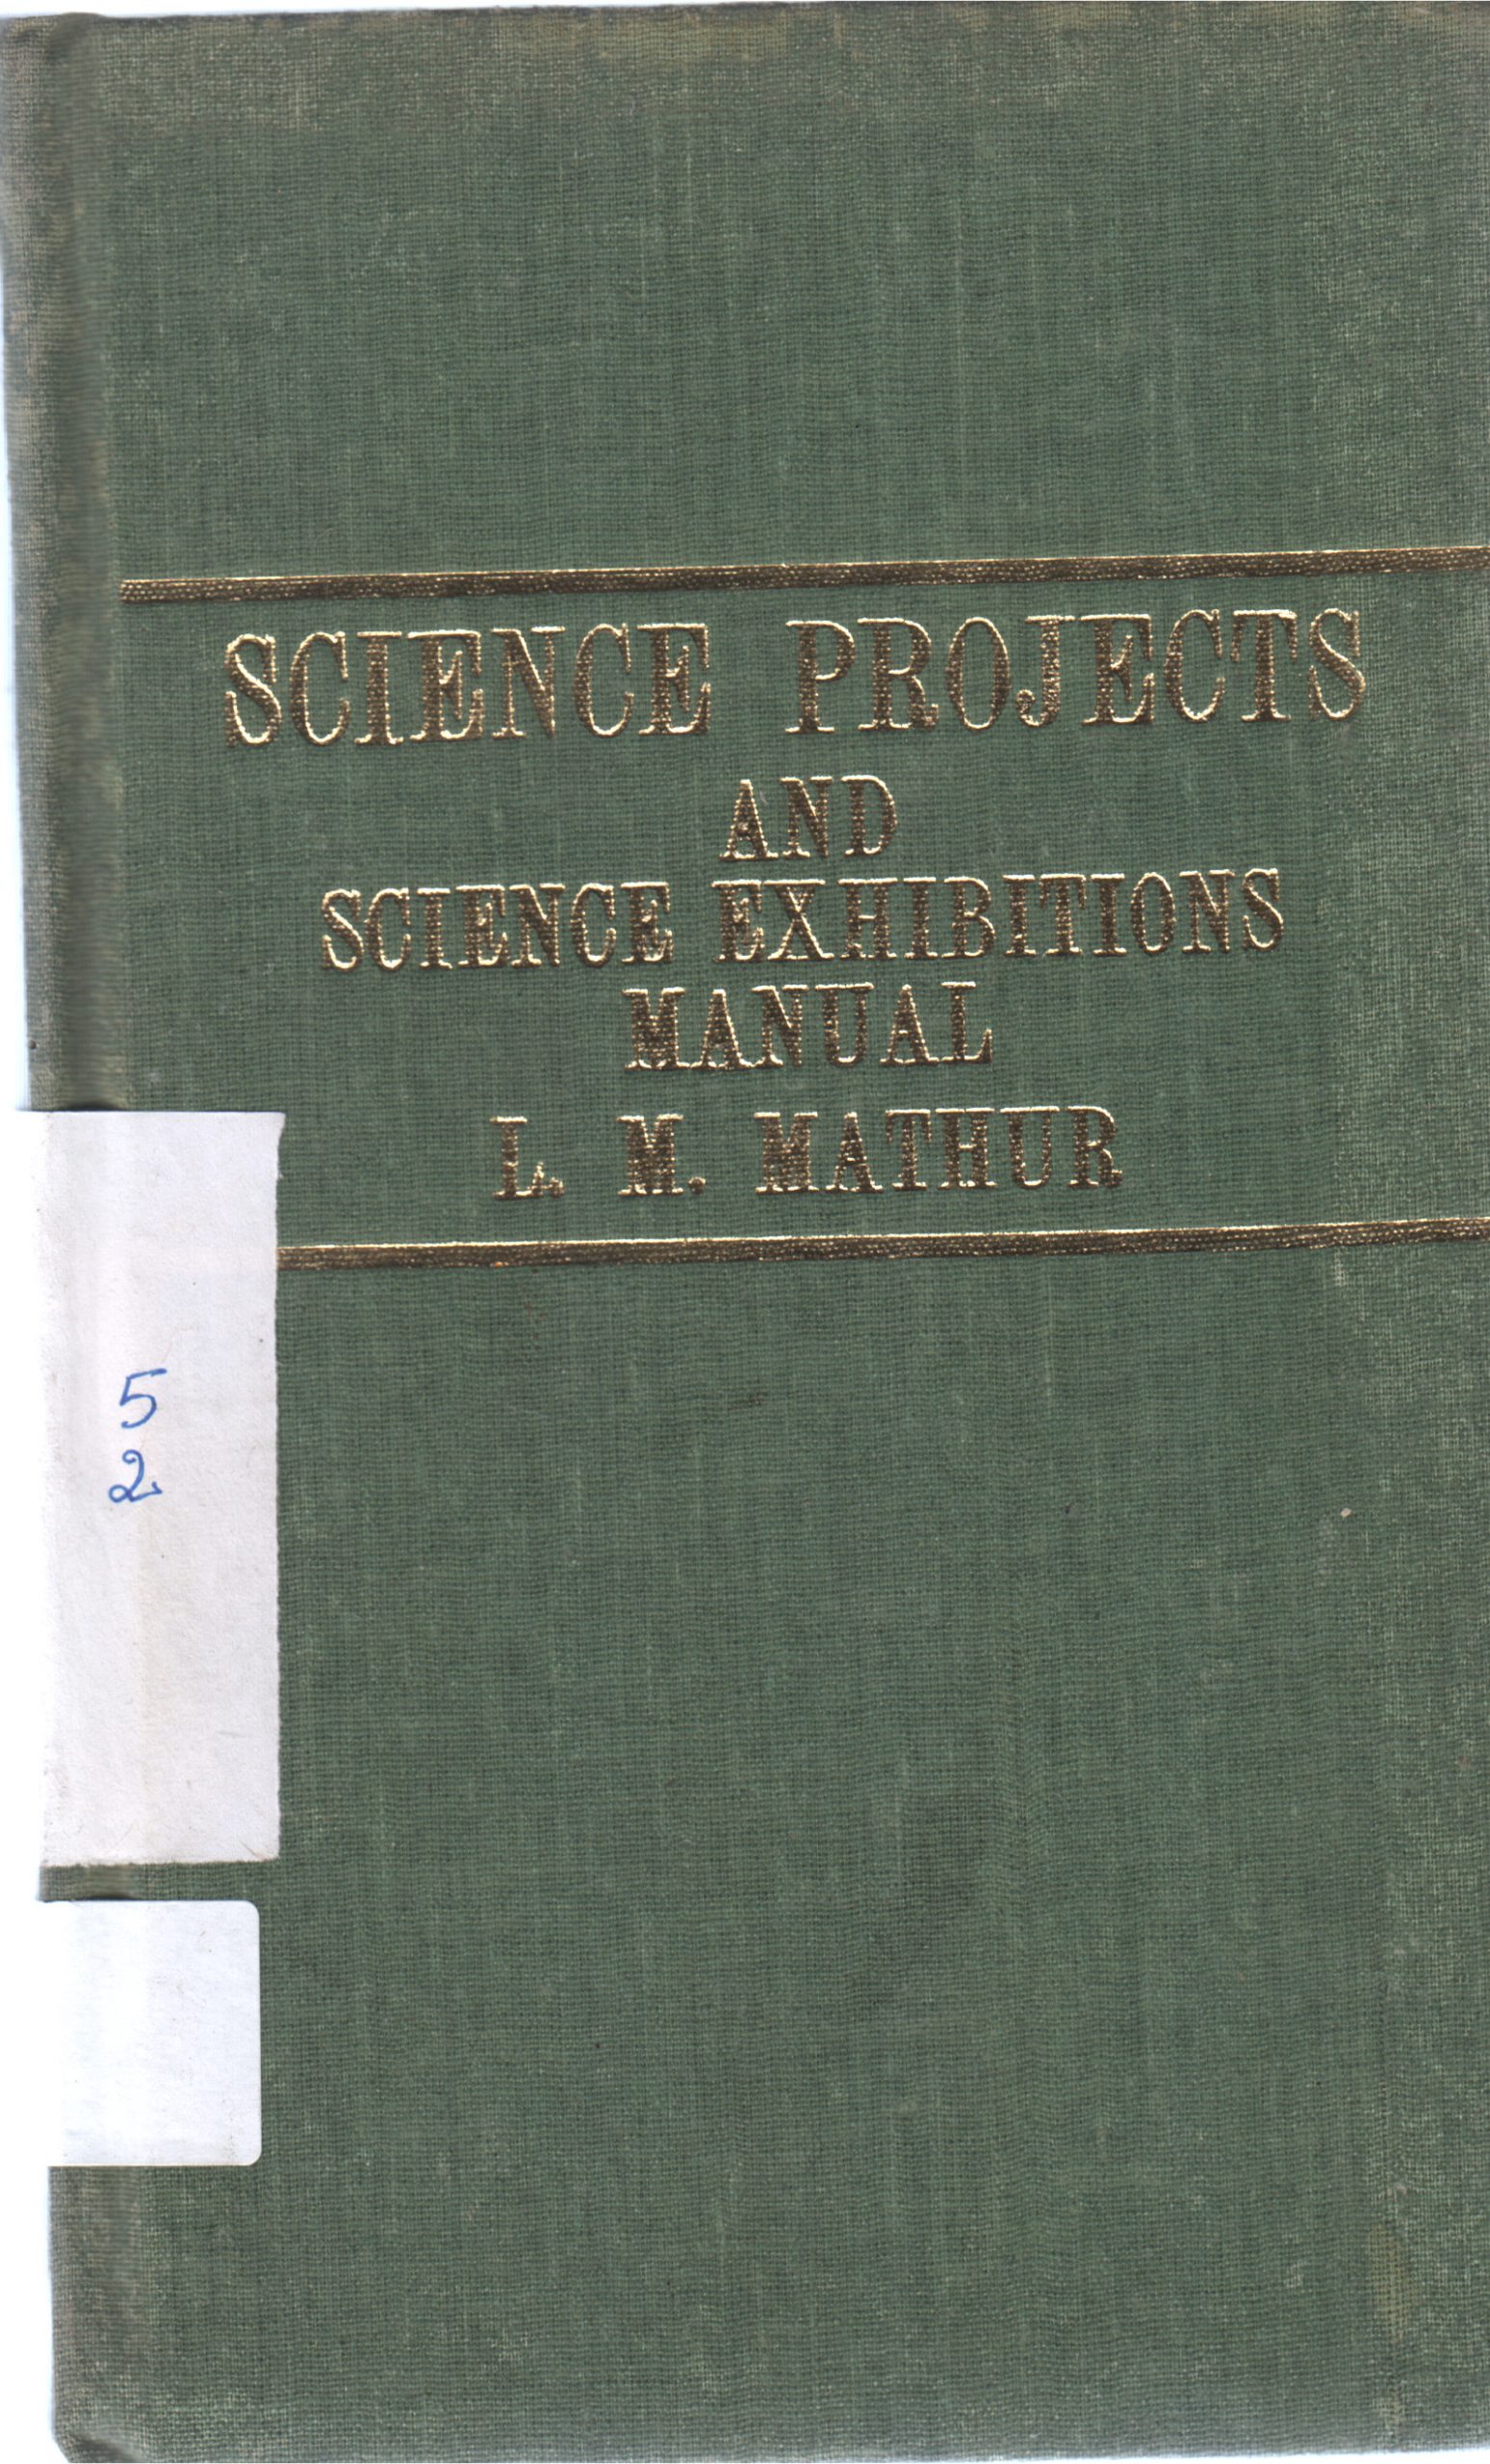 SCIENCE PROJECTS
AND
SCIENCE EXHIBITIONS
MANUAL
L. M. MATHUR
5
2